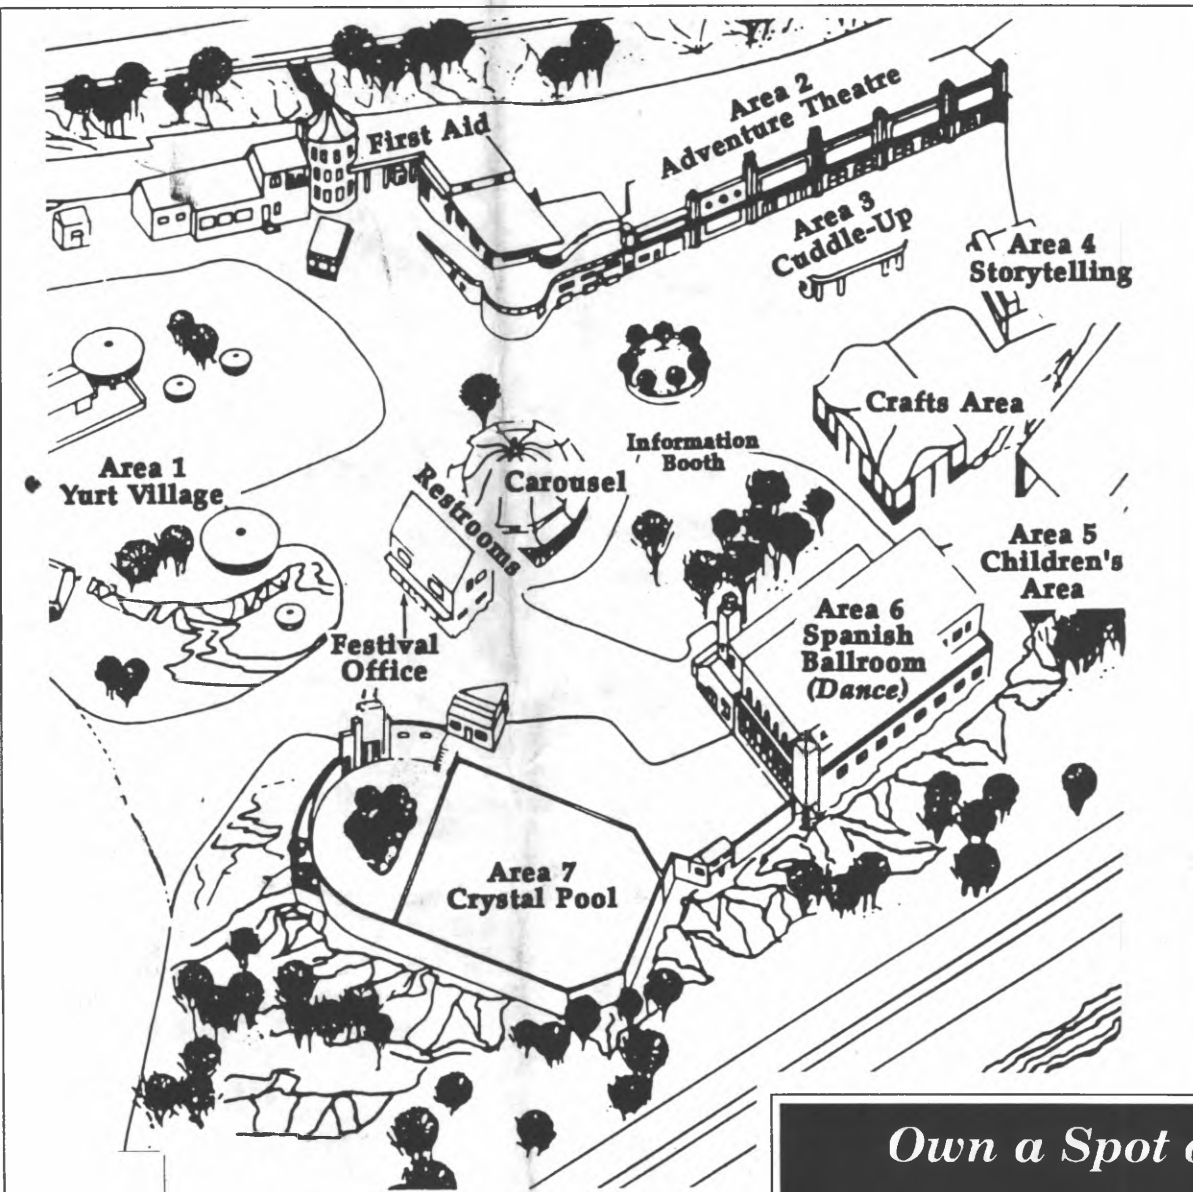 First Aid
Area 2
Adventure Theatre
Area 3
Cuddle-Up
Area 4
Storytelling
Crafts Area
Information
Booth
Carousel
Restrooms
Area 1
Yurt Village
Area 5
Children's
Area
Area 6
Spanish
Ballroom
(Dance)
Festival
Office
Area 7
Crystal Pool
Own a Spot